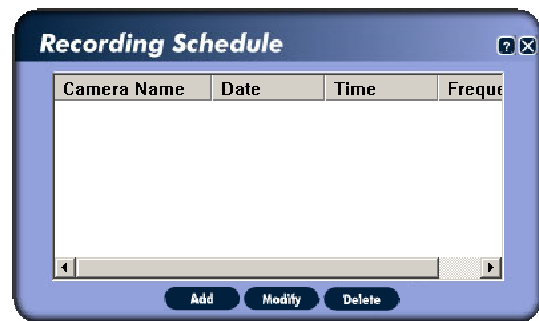 Recording Schedule ?
Camera Name Date Time Freque
Add Modify Delete